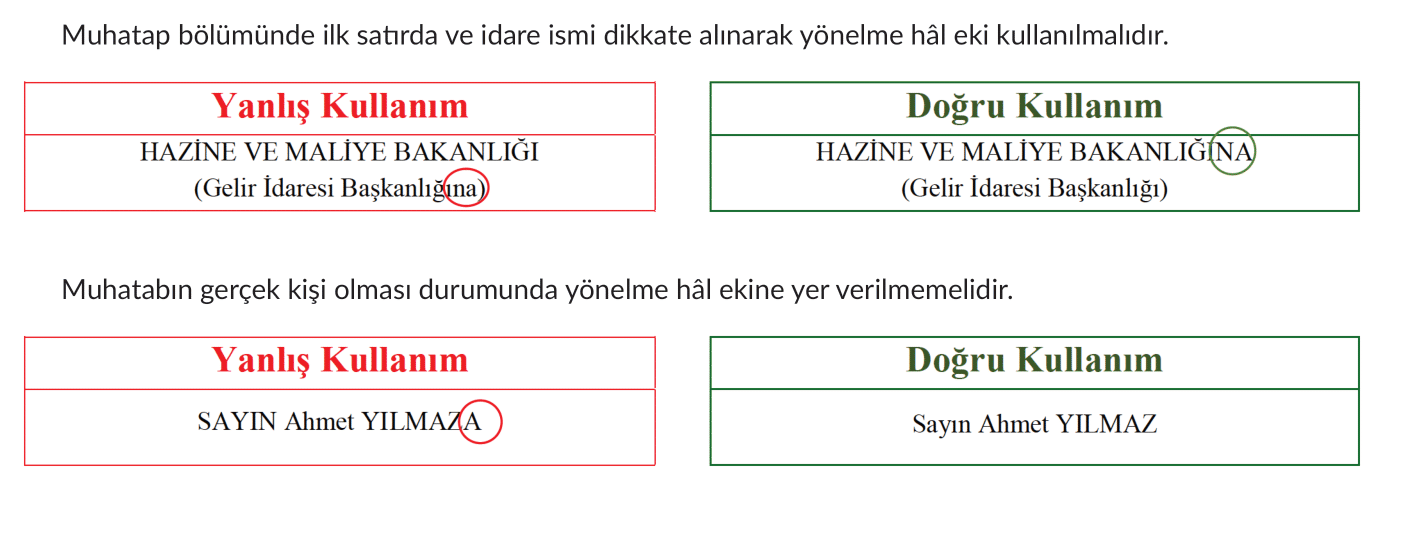 Muhatap bölümünde ilk satırda ve idare ismi dikkate alınarak yönelme hâl eki kullanılmalıdır.
Yanlış Kullanım
HAZİNE VE MALİYE BAKANLIĞI
(Gelir İdaresi Başkanlığına)
Doğru Kullanım
HAZİNE VE MALİYE BAKANLIĞINA
(Gelir İdaresi Başkanlığı)
Muhatabın gerçek kişi olması durumunda yönelme hâl ekine yer verilmemelidir.
Yanlış Kullanım
SAYIN Ahmet YILMAZA
Doğru Kullanım
Sayın Ahmet YILMAZ